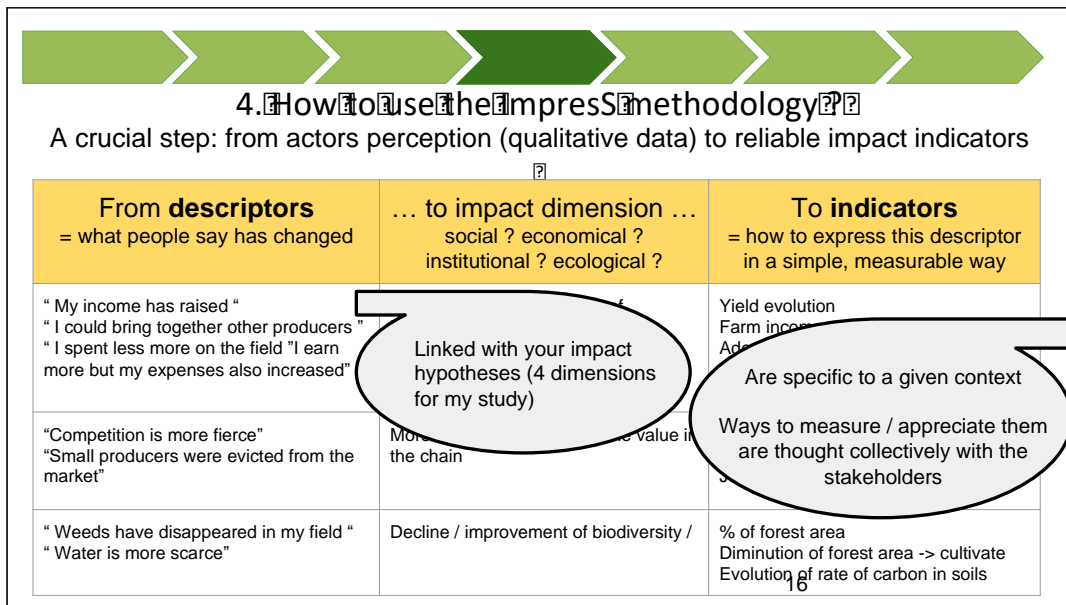 4. How to use the ImpresS methodology ?
A crucial step: from actors perception (qualitative data) to reliable impact indicators
From descriptors
= what people say has changed
… to impact dimension …
social ? economical ?
institutional ? ecological ?
To indicators
= how to express this descriptor
in a simple, measurable way
“ My income has raised “
“ I could bring together other producers ”
“ I spent less more on the field ”I earn
more but my expenses also increased”
Linked with your impact
hypotheses (4 dimensions
for my study)
Yield evolution
Farm
Are specific to a given context
Ways to measure / appreciate them
are thought collectively with the
stakeholders
“Competition is more fierce”
“Small producers were evicted from the
market”
value in
the chain
“ Weeds have disappeared in my field “
“ Water is more scarce”
Decline / improvement of biodiversity /
% of forest area
Diminution of forest area -> cultivate
Evolution of rate of carbon in soils
16